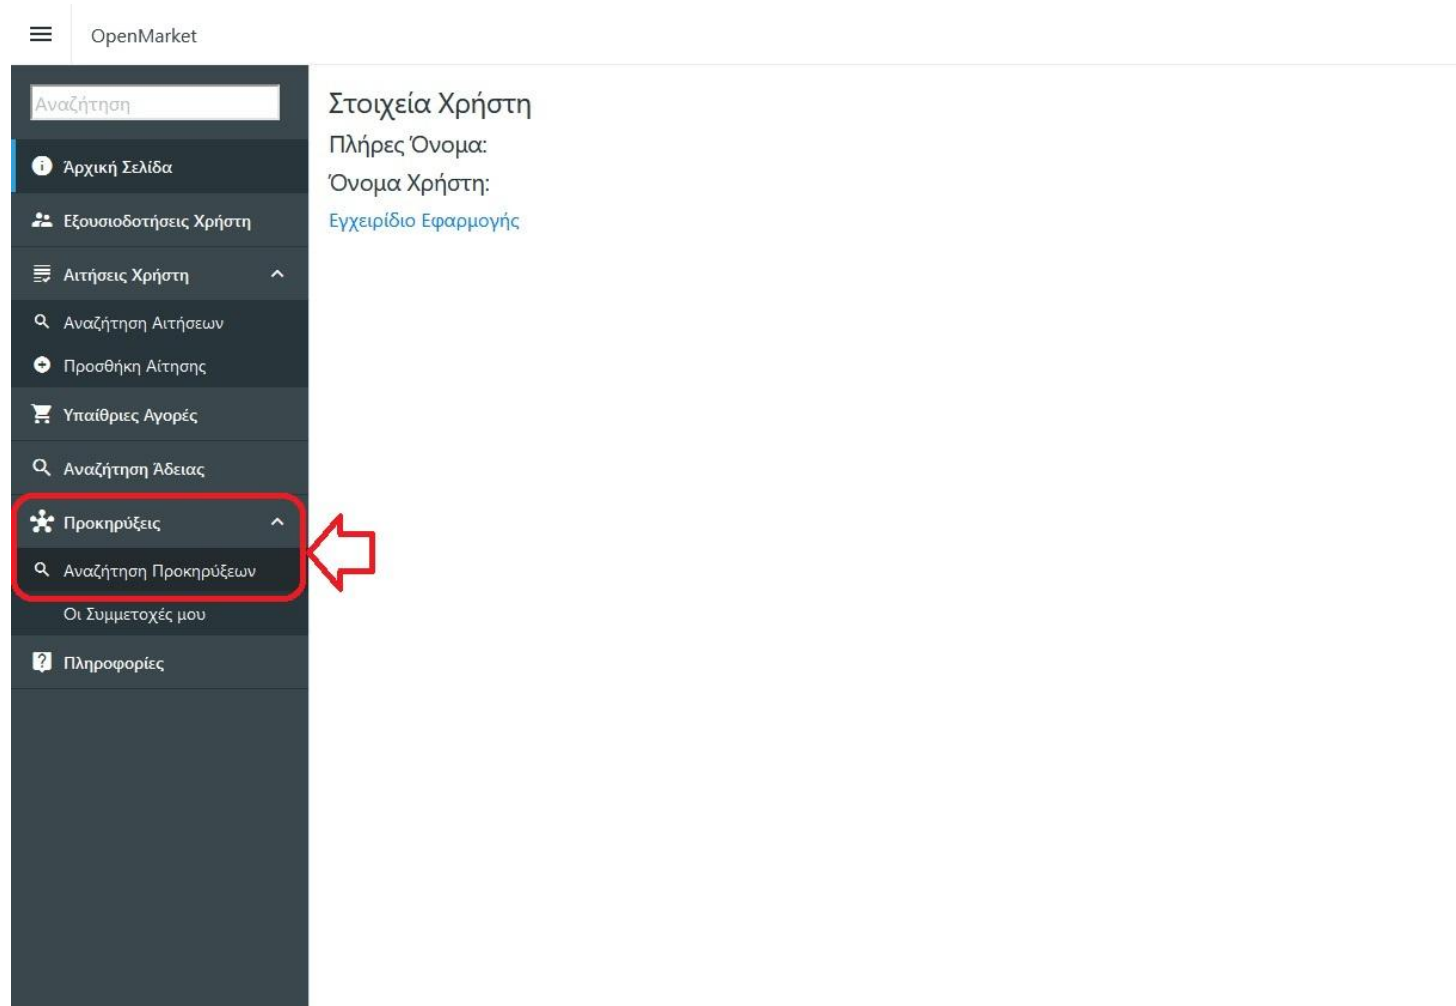 OpenMarket
Αναζήτηση
Άρχική Σελίδα
Εξουσιοδοτήσεις Χρήστη
Αιτήσεις Χρήστη
Αναζήτηση Αιτήσεων
Προσθήκη Αίτησης
Υπαίθριες Αγορές
Αναζήτηση Άδειας
Προκηρύξεις
Αναζήτηση Προκηρύξεων
Οι Συμμετοχές μου
Πληροφορίες
Στοιχεία Χρήστη
Πλήρες Όνομα:
Όνομα Χρήστη:
Εγχειρίδιο Εφαρμογής